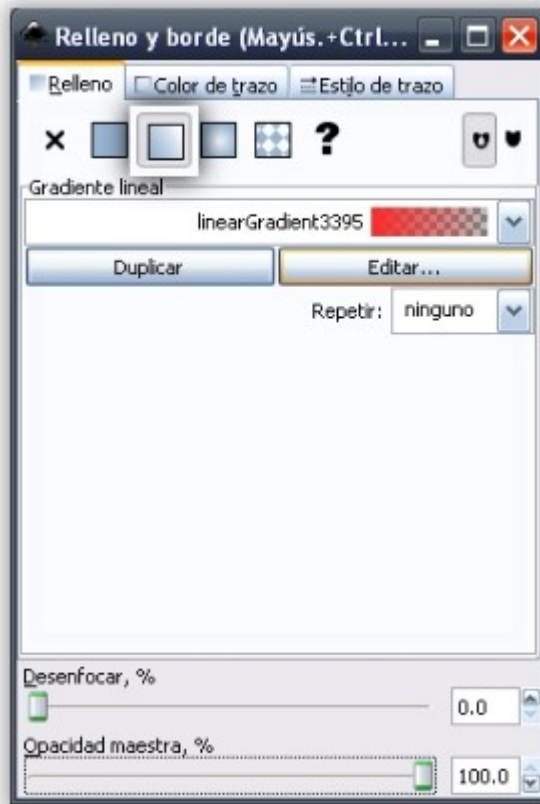 Relleno y borde (Mayús.+Ctrl...
Relleno Color de trazo Estilo de trazo
?
Gradiente lineal
linearGradient3395
Duplicar Editar...
Repetir: ninguno
Desenfocar, %
0.0
Opacidad maestra, %
100.0